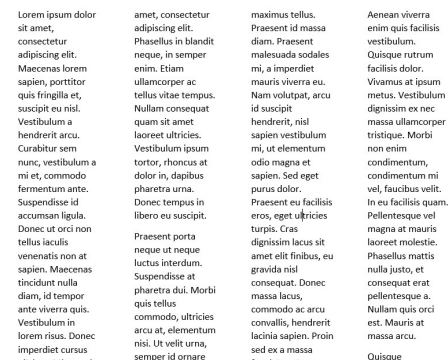 Lorem ipsum dolor
sit amet,
consectetur
adipiscing elit.
Maecenas lorem
sapien, porttitor
quis fringilla et,
suscipit eu nisl.
Vestibulum a
hendrerit arcu.
Curabitur sem
nunc, vestibulum a
mi et, commodo
fermentum ante.
Suspendisse id
accumsan ligula.
Donec ut orci non
tellus iaculis
venenatis non at
sapien. Maecenas
tincidunt nulla
diam, id tempor
ante viverra quis.
Vestibulum in
lorem risus. Donec
imperdiet cursus
amet, consectetur
adipiscing elit.
Phasellus in blandit
neque, in semper
enim. Etiam
ullamcorper ac
tellus vitae tempus.
Nullam consequat
quam sit amet
laoreet ultricies.
Vestibulum ipsum
tortor, rhoncus at
dolor in, dapibus
pharetra urna.
Donec tempus in
libero eu suscipit.
Praesent porta
neque ut neque
luctus interdum.
Suspendisse at
pharetra dui. Morbi
quis tellus
commodo, ultricies
arcu at, elementum
nisi. Ut velit urna,
semper id ornare
maximus tellus.
Praesent id massa
diam. Praesent
malesuada sodales
mi, a imperdiet
mauris viverra eu.
Nam volutpat, arcu
id suscipit
hendrerit, nisl
sapien vestibulum
mi, ut elementum
odio magna et
sapien. Sed eget
purus dolor.
Praesent eu facilisis
eros, eget ultricies
turpis. Cras
dignissim lacus sit
amet elit finibus, eu
gravida nisl
consequat. Donec
massa lacus,
commodo ac arcu
convallis, hendrerit
lacinia sapien. Proin
sed ex a massa
Aenean viverra
enim quis facilisis
vestibulum.
Quisque rutrum
facilisis dolor.
Vivamus at ipsum
metus. Vestibulum
dignissim ex nec
massa ullamcorper
tristique. Morbi
non enim
condimentum,
condimentum mi
vel, faucibus velit.
In eu facilisis quam.
Pellentesque vel
magna at mauris
laoreet molestie.
Phasellus mattis
nulla justo, et
consequat erat
pellentesque a.
Nullam quis orci
est. Mauris at
massa arcu.
Quisque